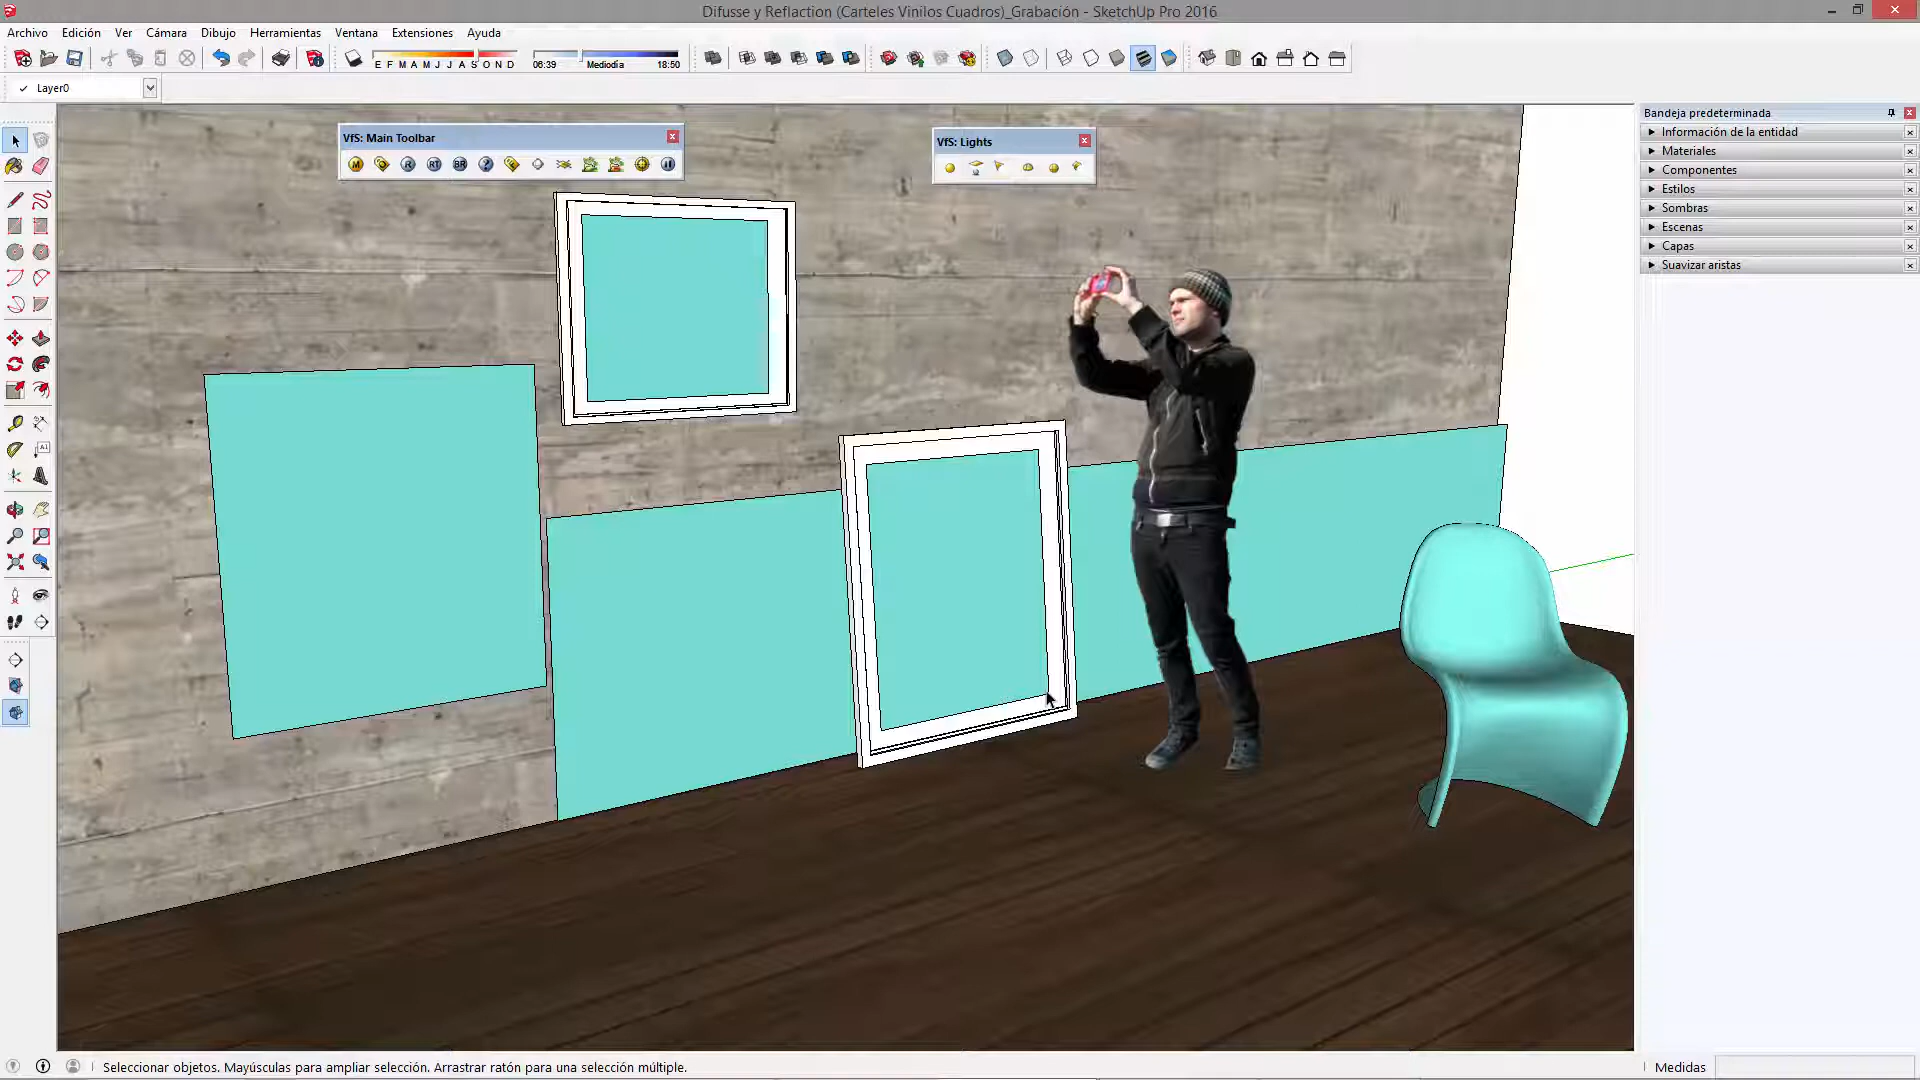 Difusse y Reflaction (Carteles Vinilos Cuadros)_Grabación - SketchUp Pro 2016
Archivo Edición Ver Cámara Dibujo Herramientas Ventana Extensiones Ayuda
E F M A M J J A S O N D
06:39 Mediodía 18:50
Layer0
VfS: Main Toolbar
M R RT BR
VfS: Lights
Bandeja predeterminada
Información de la entidad
Materiales
Componentes
Estilos
Sombras
Escenas
Capas
Suavizar aristas
Seleccionar objetos. Mayúsculas para ampliar selección. Arrastrar ratón para una selección múltiple.
Medidas